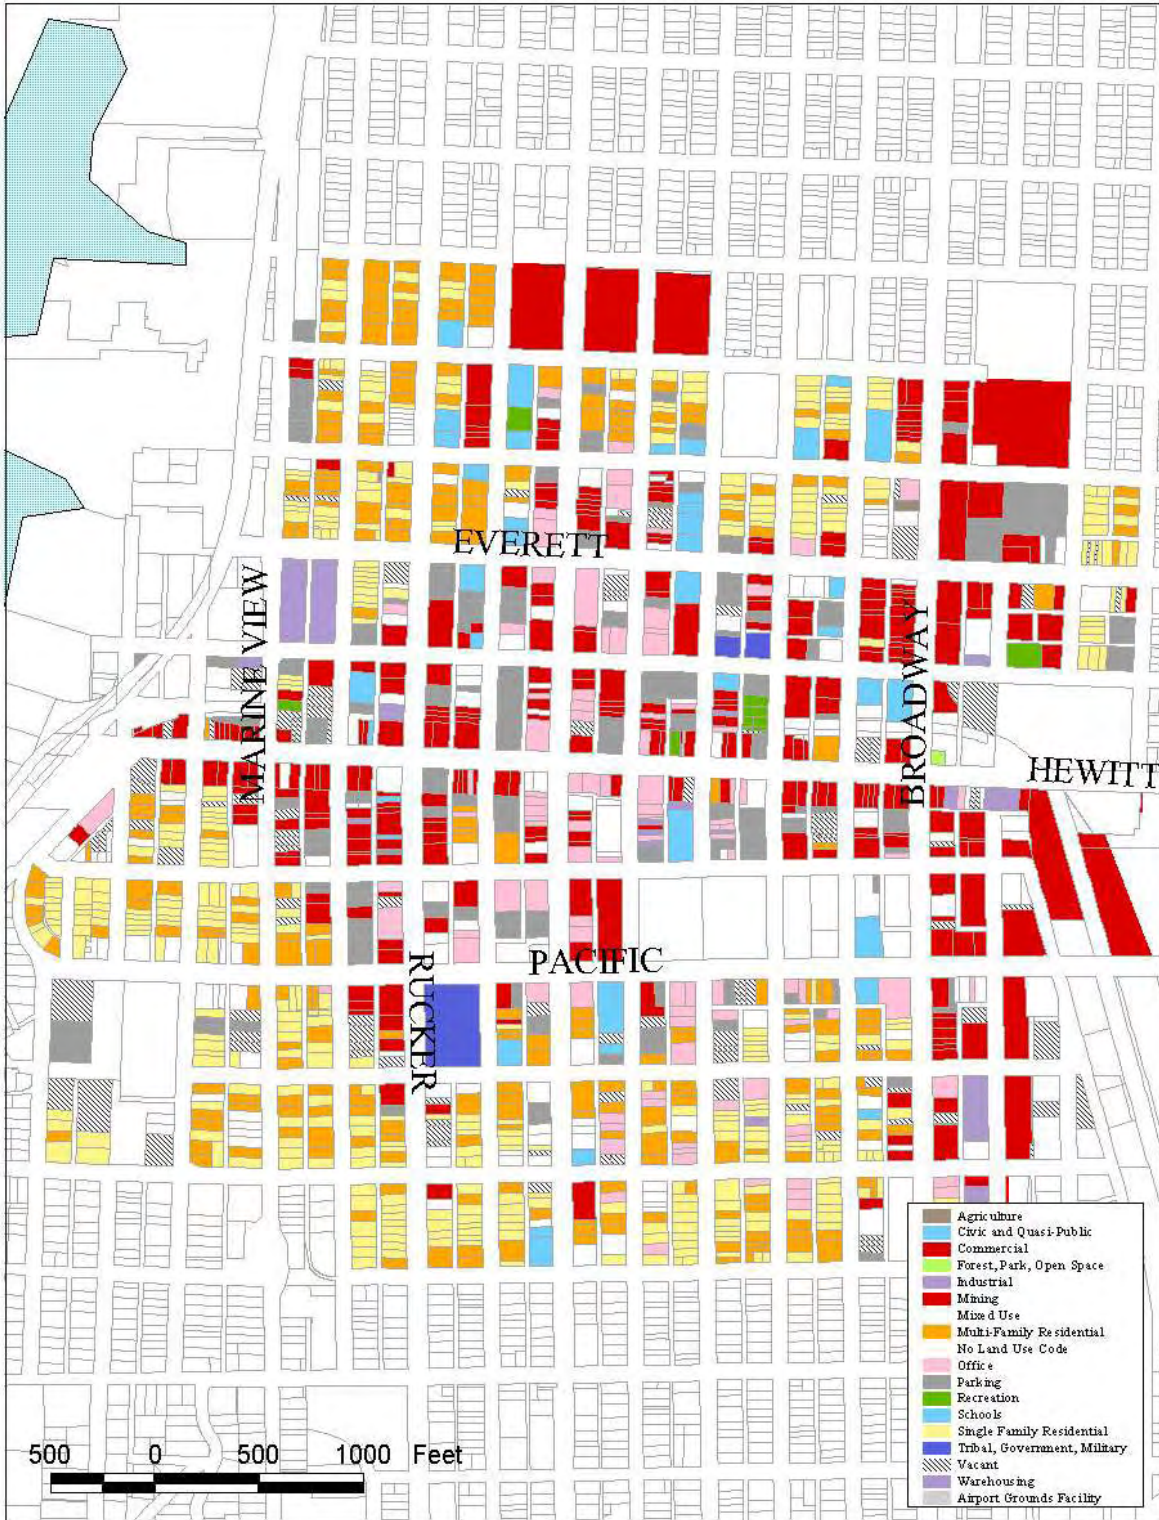 EVERETT
MARINE VIEW
BROADWAY
HEWITT
PACIFIC
RUCKER
Agriculture
Civic and Quasi-Public
Commercial
Forest, Park, Open Space
Industrial
Mining
Mixed Use
Multi-Family Residential
No Land Use Code
Office
Parking
Recreation
Schools
Single Family Residential
Tribal, Government, Military
Vacant
Warehousing
Airport Grounds Facility
500 0 500 1000 Feet